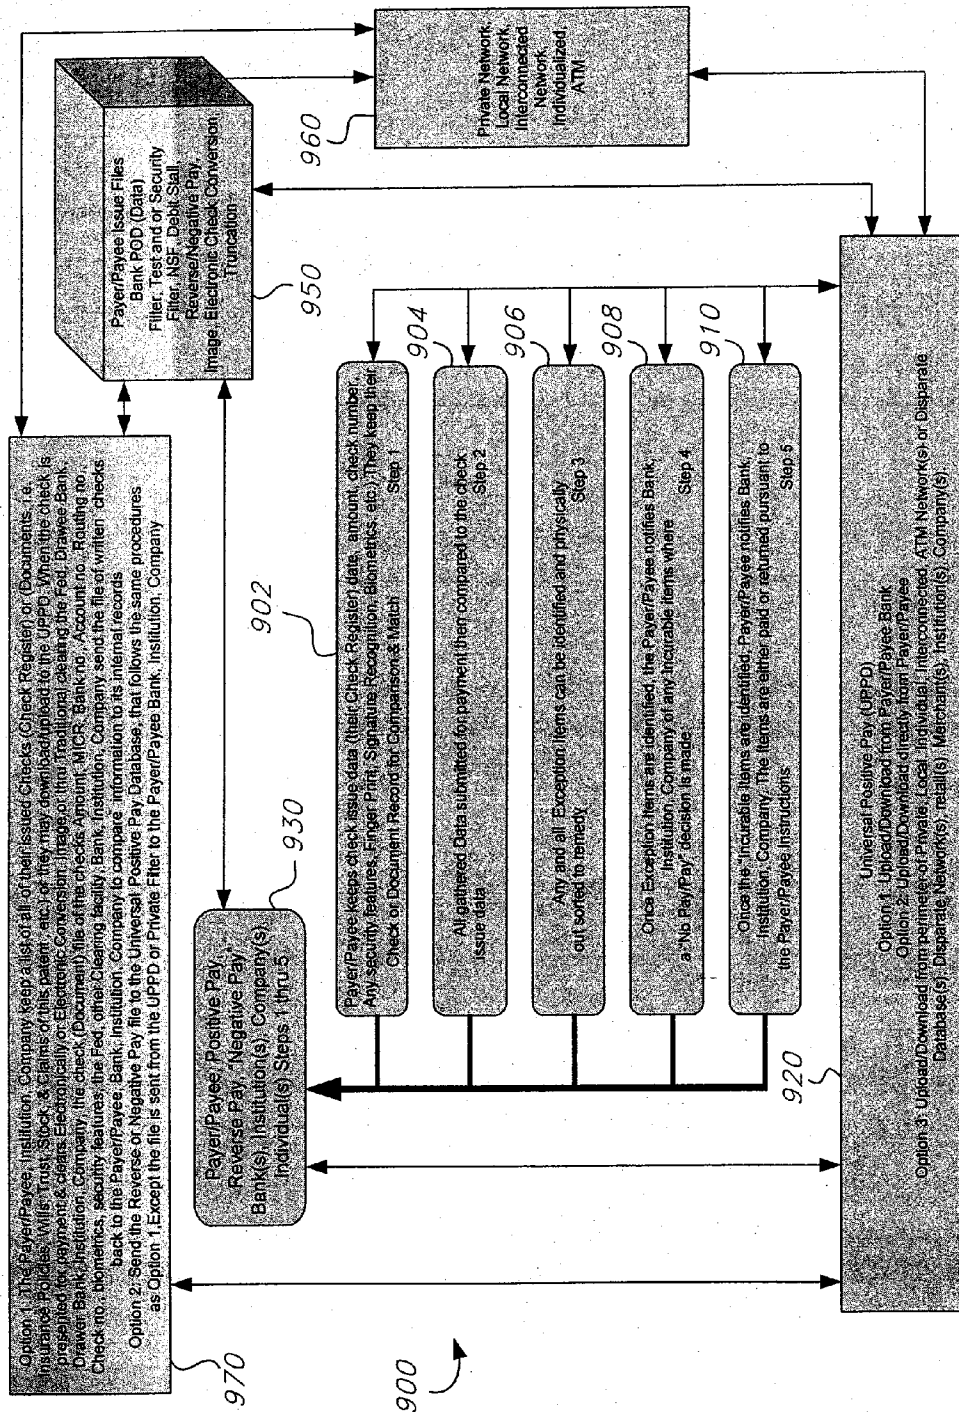 Option 1: The Payer/Payee, Institution, Company keep a list of all of their issued Checks (Check Register) or (Documents, i.e.
Insurance Policies, Wills, Trust, Stock, & Claims of this patent, etc.) or they may download/upload to the UPPD. When the check is
presented for payment & clears Electronically or Electronic Conversion, Image, or thru Traditional clearing the Fed, Drawee Bank,
Drawer Bank, Institution, Company, the check (Document) file of the checks Amount, MICR, Bank no., Account no., Routing no.,
Check no., biometrics, security features, the Fed, other Clearing facility, Bank, Institution, Company send the file of written checks
back to the Payer/Payee, Bank, Institution, Company to compare information to its internal records
Option 2: Send the Reverse or Negative Pay file to the Universal Positive Pay Database, that follows the same procedures
as Option 1 Except the file is sent from the UPPD or Private Filter to the Payer/Payee Bank, Institution, Company
970
Payer/Payee Issue Files
Bank POD (Data)
Filter: Test and or Security
Filter, NSF, Debit Stall,
Reverse/Negative Pay,
Image, Electronic Check Conversion
Truncation
950
Private Network,
Local Network,
Interconnected
Network
Individualized
ATM
960
Payer/Payee, Positive Pay,
Reverse Pay, "Negative Pay",
Bank(s), Institution(s), Company(s),
Individual(s) Steps 1 thru 5
930
Payer/Payee keeps check issue data (their Check Register) date, amount, check number,
Any security features, Finger Print, Signature Recognition, Biometrics, etc.) They keep their
Check or Document Record for Comparison & Match Step 1
902
All gathered Data submitted for payment then compared to the check
issue data Step 2
904
Any and all Exception items can be identified and physically
out sorted to remedy Step 3
906
Once Exception Items are identified, the Payer/Payee notifies Bank,
Institution, Company of any Incurable Items where
a "No Pay/Pay" decision is made Step 4
908
Once the "Incurable Items are identified, Payer/Payee notifies Bank,
Institution, Company, The Items are either paid or returned pursuant to
the Payer/Payee Instructions Step 5
910
900
Universal Positive Pay (UPPD)
Option 1: Upload/Download from Payer/Payee Bank
Option 2: Upload/Download directly from Payer/Payee
Option 3: Upload/Download from perimeter of Private, Local, Individual, Interconnected, ATM Network(s) or Disparate
Database(s) Disparate Network(s), retail(s), Merchant(s), Institution(s), Company(s).
920